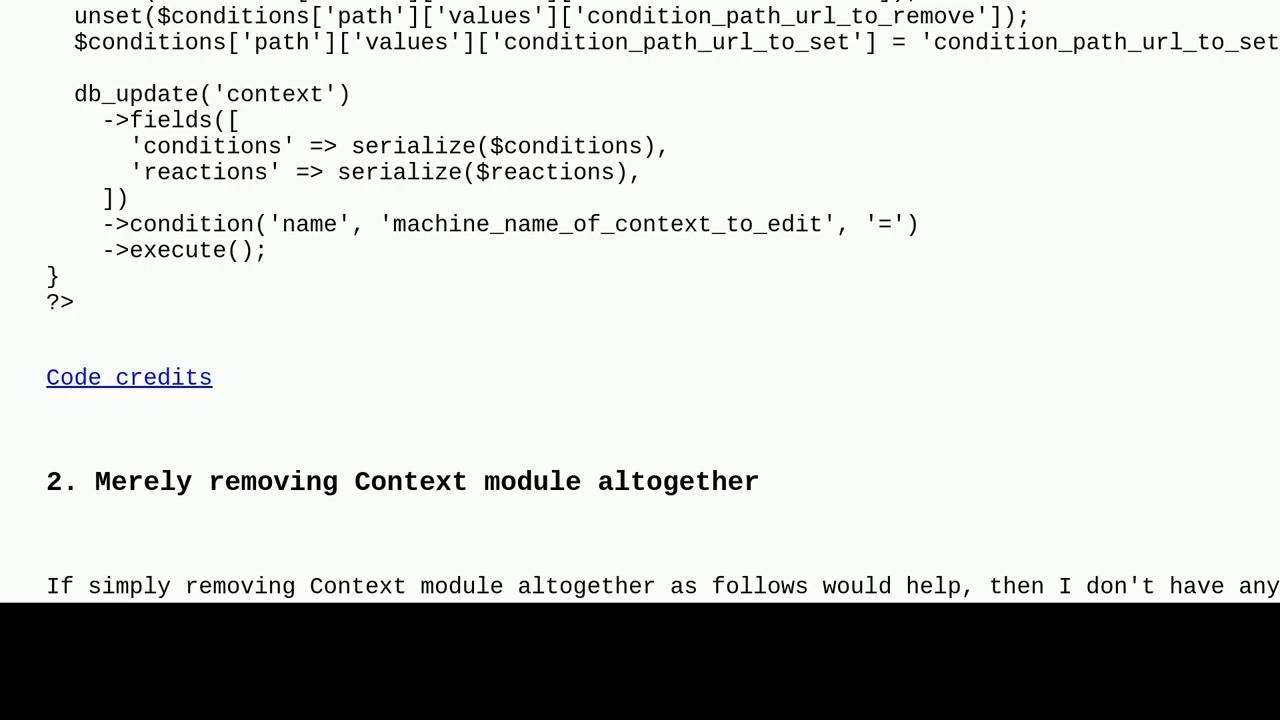 unset($conditions['path']['values']['condition_path_url_to_remove']);
$conditions['path']['values']['condition_path_url_to_set'] = 'condition_path_url_to_set
db_update('context')
->fields([
'conditions' => serialize($conditions),
'reactions' => serialize($reactions),
])
->condition('name', 'machine_name_of_context_to_edit', '=')
->execute();
}
?>
Code credits
2. Merely removing Context module altogether
If simply removing Context module altogether as follows would help, then I don't have any